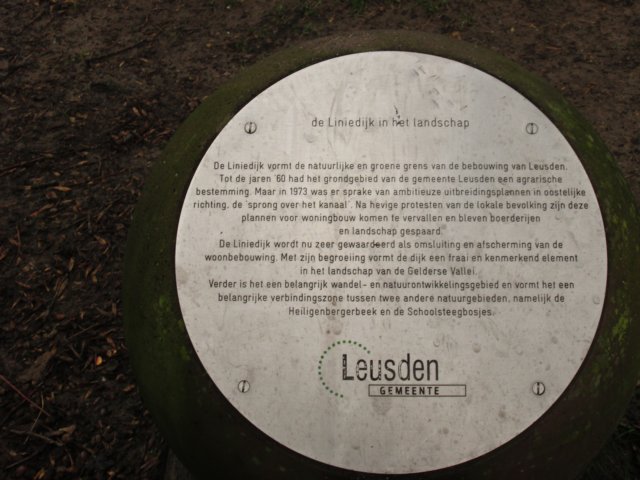 de Liniedijk in het landschap
De Liniedijk vormt de natuurlijke en groene grens van de bebouwing van Leusden.
Tot de jaren '60 had het grondgebied van de gemeente Leusden een agrarische
bestemming. Maar in 1973 was er sprake van ambitieuze uitbreidingsplannen in oostelijke
richting, de 'sprong over het kanaal'. Na hevige protesten van de lokale bevolking zijn deze
plannen voor woningbouw komen te vervallen en bleven boerderijen
en landschap gespaard.
De Liniedijk wordt nu zeer gewaardeerd als omsluiting en afscherming van de
woonbebouwing. Met zijn begroeiing vormt de dijk een fraai en kenmerkend element
in het landschap van de Gelderse Vallei.
Verder is het een belangrijk wandel- en natuurontwikkelingsgebied en vormt het een
belangrijke verbindingszone tussen twee andere natuurgebieden, namelijk de
Heiligenbergerbeek en de Schoolsteegbosjes.
Leusden
GEMEENTE